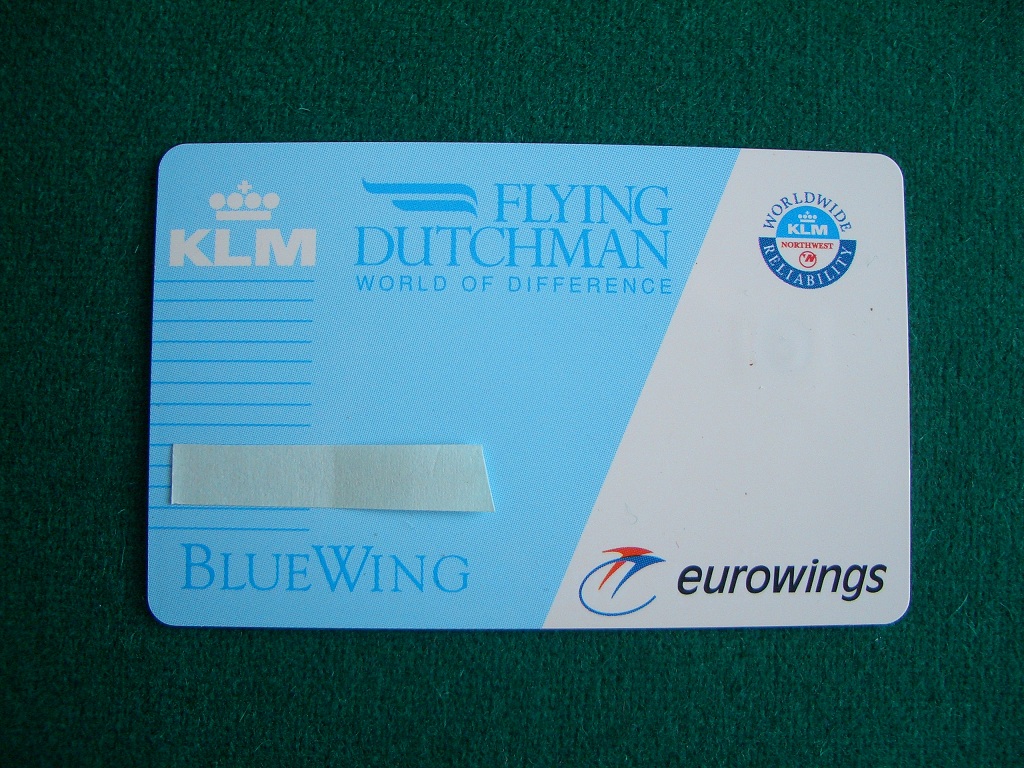 KLM
FLYING
DUTCHMAN
WORLD OF DIFFERENCE
WORLDWIDE
KLM
NORTHWEST
RELIABILITY
BLUEWING
eurowings